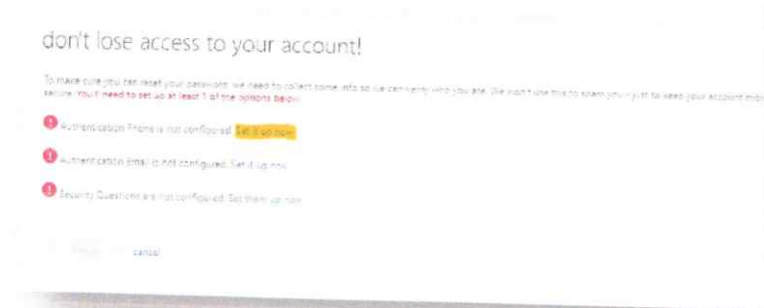 don't lose access to your account!
To make sure you can reset your password, we need to collect some info so we can verify who you are. We won't use this to spam you - just to keep your account more
secure. You'll need to set up at least 1 of the options below.
Authentication Phone is not configured. Set it up now
Authentication Email is not configured. Set it up now
Security Questions are not configured. Set them up now
cancel